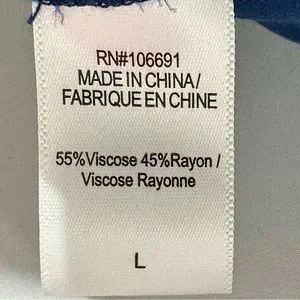 RN#106691
MADE IN CHINA/
FABRIQUE EN CHINE
55%Viscose 45%Rayon /
Viscose Rayonne
L